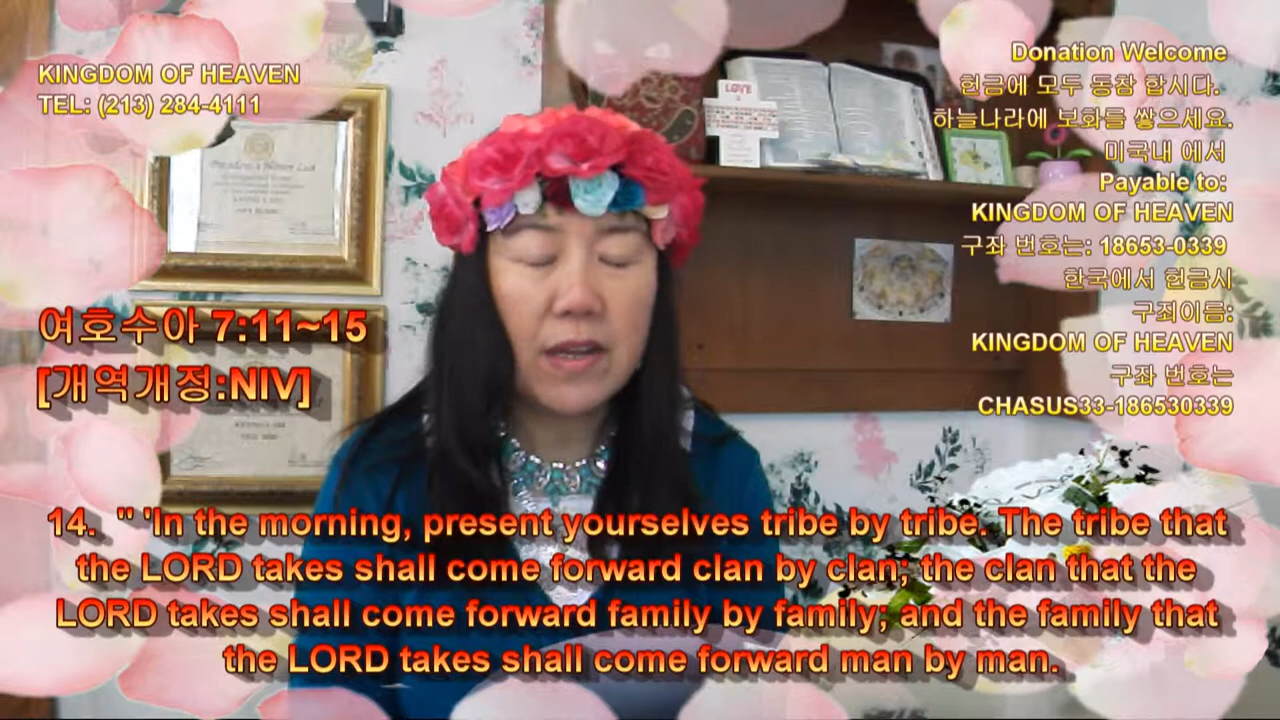 KINGDOM OF HEAVEN
TEL: (213) 284-4111
Donation Welcome
헌금에 모두 동참 합시다.
하늘나라에 보화를 쌓으세요.
미국내 에서
Payable to:
KINGDOM OF HEAVEN
구좌 번호는: 18653-0339
한국에서 헌금시
구좌이름:
KINGDOM OF HEAVEN
구좌 번호는
CHASUS33-186530339
LOVE
여호수아 7:11~15
[개역개정:NIV]
14. " 'In the morning, present yourselves tribe by tribe. The tribe that
the LORD takes shall come forward clan by clan; the clan that the
LORD takes shall come forward family by family; and the family that
the LORD takes shall come forward man by man.